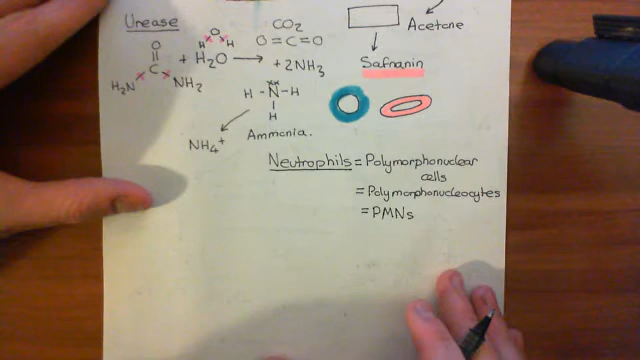 Urease
O
C
H₂N
NH₂
+ H₂O
O
H H
CO₂
O=C=O
+ 2NH₃
H-N-H
H
Ammonia.
NH₄⁺
Acetone
Safranin
Neutrophils = Polymorphonuclear
cells
= Polymorphonucleocytes
= PMNs